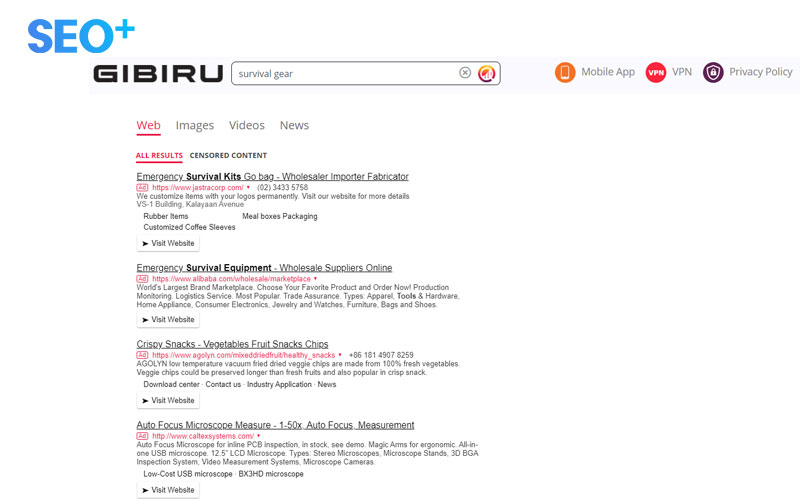 SEO+
GIBIRU
survival gear
Mobile App
VPN VPN
Privacy Policy
Web Images Videos News
ALL RESULTS CENSORED CONTENT
Emergency Survival Kits Go bag - Wholesaler Importer Fabricator
Ad https://www.jastracorp.com/ (02) 3433 5758
We customize items with your logos permanently. Visit our website for more details
VS-1 Building, Kalayaan Avenue
Rubber Items Meal boxes Packaging
Customized Coffee Sleeves
Visit Website
Emergency Survival Equipment - Wholesale Suppliers Online
Ad https://www.alibaba.com/wholesale/marketplace
World's Largest Brand Marketplace. Choose Your Favorite Product and Order Now! Production
Monitoring. Logistics Service. Most Popular. Trade Assurance. Types: Apparel, Tools & Hardware,
Home Appliance, Consumer Electronics, Jewelry and Watches, Furniture, Bags and Shoes.
Visit Website
Crispy Snacks - Vegetables Fruit Snacks Chips
Ad https://www.agolyn.com/mixeddriedfruit/healthy_snacks +86 181 4907 8259
AGOLYN low temperature vacuum fried dried veggie chips are made from 100% fresh vegetables.
Veggie chips could be preserved longer than fresh fruits and also popular in crisp snack.
Download center · Contact us · Industry Application · News
Visit Website
Auto Focus Microscope Measure - 1-50x, Auto Focus, Measurement
Ad http://www.caltexsystems.com/
Auto Focus Microscope for inline PCB inspection, in stock, see demo. Magic Arms for ergonomic. All-in-
one USB microscope. 12.5" LCD Microscope. Types: Stereo Microscopes, Microscope Stands, 3D BGA
Inspection System, Video Measurement Systems, Microscope Cameras.
Low-Cost USB microscope · BX3HD microscope
Visit Website